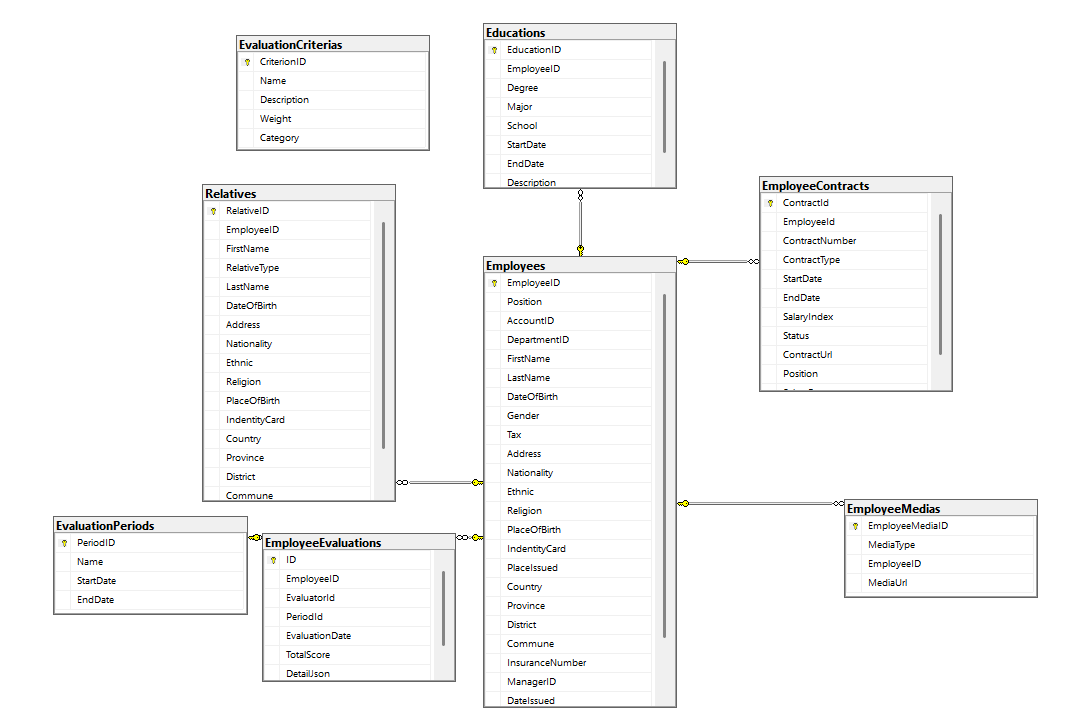 EvaluationCriterias
CriterionID
Name
Description
Weight
Category
Educations
EducationID
EmployeeID
Degree
Major
School
StartDate
EndDate
Description
Relatives
RelativeID
EmployeeID
FirstName
RelativeType
LastName
DateOfBirth
Address
Nationality
Ethnic
Religion
PlaceOfBirth
IndentityCard
Country
Province
District
Commune
EmployeeContracts
ContractId
EmployeeId
ContractNumber
ContractType
StartDate
EndDate
SalaryIndex
Status
ContractUrl
Position
Employees
EmployeeID
Position
AccountID
DepartmentID
FirstName
LastName
DateOfBirth
Gender
Tax
Address
Nationality
Ethnic
Religion
PlaceOfBirth
IndentityCard
PlaceIssued
Country
Province
District
Commune
InsuranceNumber
ManagerID
DateIssued
EvaluationPeriods
PeriodID
Name
StartDate
EndDate
EmployeeEvaluations
ID
EmployeeID
EvaluatorId
PeriodId
EvaluationDate
TotalScore
DetailJson
EmployeeMedias
EmployeeMediaID
MediaType
EmployeeID
MediaUrl